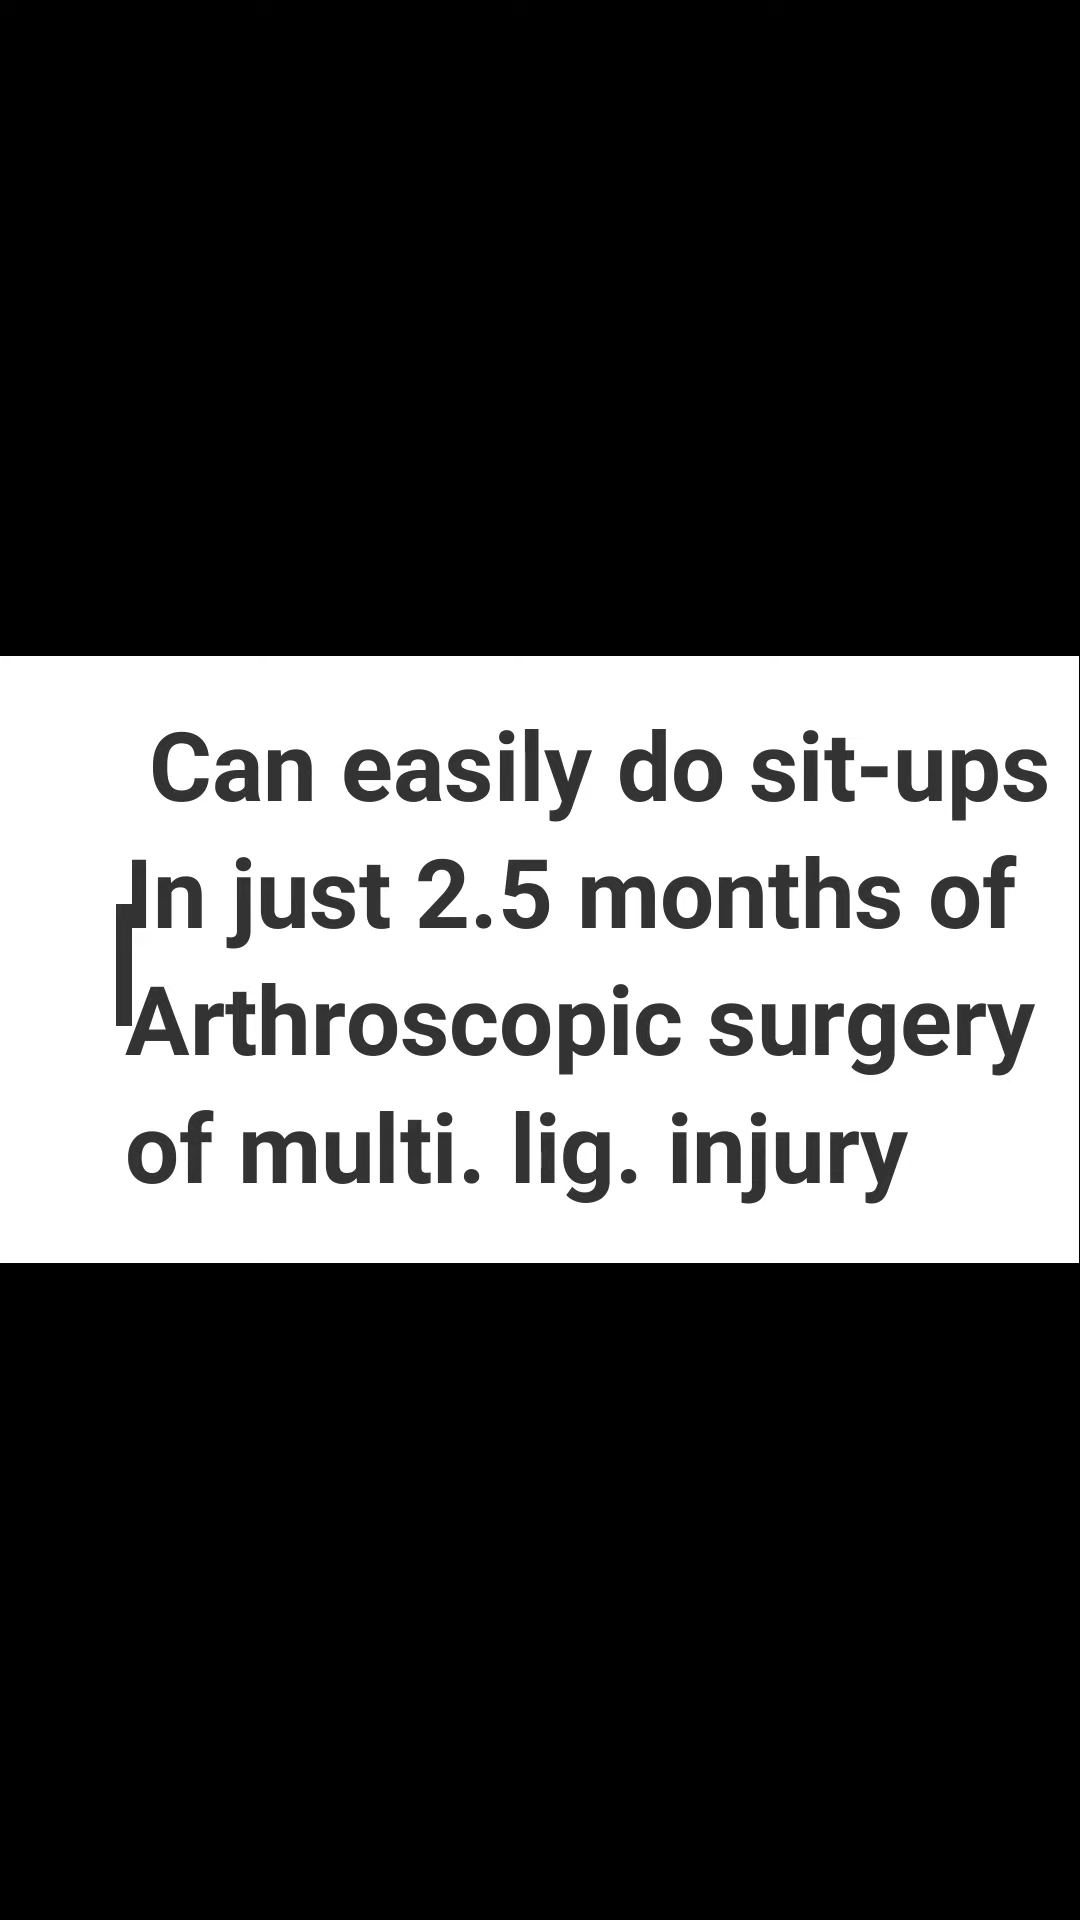 Can easily do sit-ups
In just 2.5 months of
Arthroscopic surgery
of multi. lig. injury